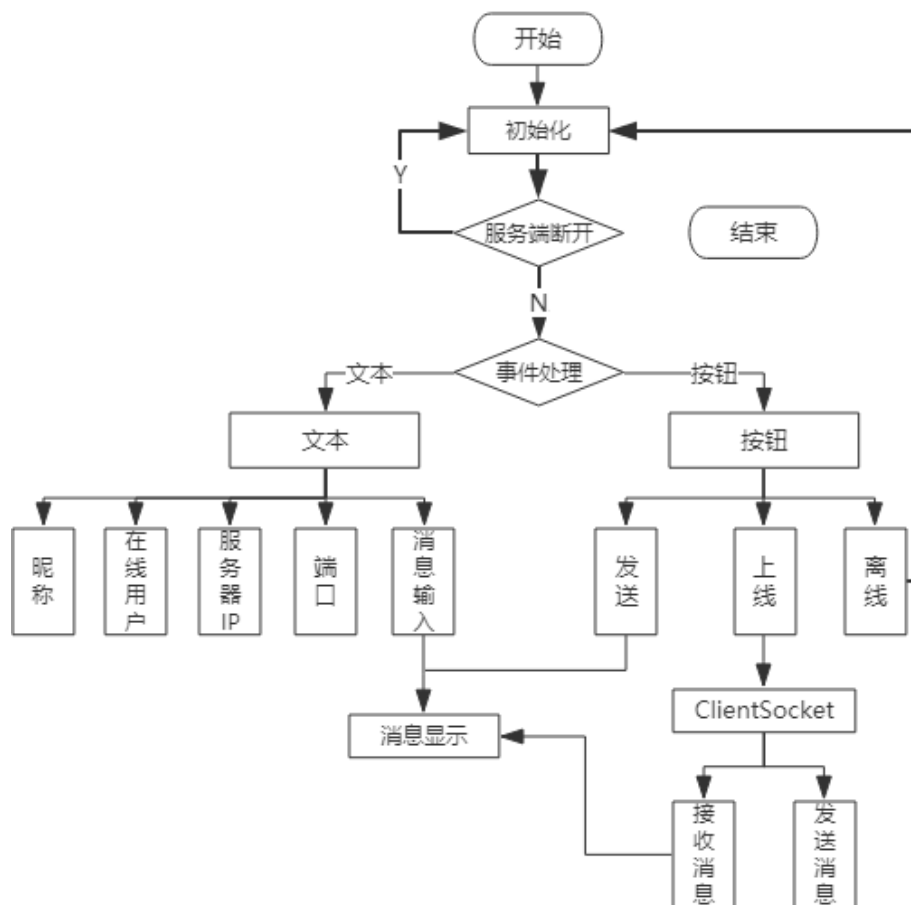 开始
初始化
Y
服务端断开
结束
N
文本
事件处理
按钮
文本
按钮
昵称
在线用户
服务器IP
端口
消息输入
发送
上线
离线
ClientSocket
消息显示
接收消息
发送消息